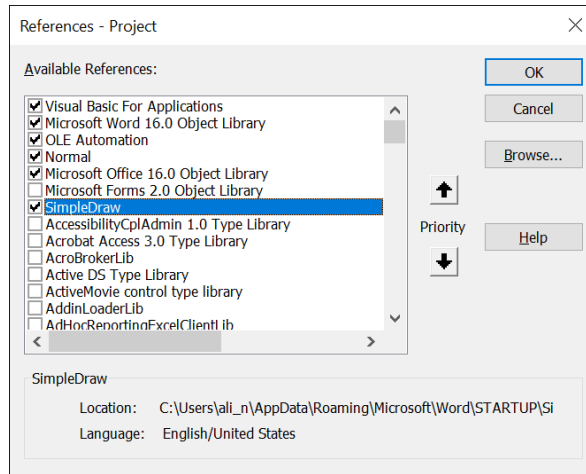 References - Project
Available References:
Visual Basic For Applications
Microsoft Word 16.0 Object Library
OLE Automation
Normal
Microsoft Office 16.0 Object Library
Microsoft Forms 2.0 Object Library
SimpleDraw
AccessibilityCplAdmin 1.0 Type Library
Acrobat Access 3.0 Type Library
AcroBrokerLib
Active DS Type Library
ActiveMovie control type library
AddinLoaderLib
AdHocReportingExcelClientLib
OK
Cancel
Browse...
Priority
Help
SimpleDraw
Location: C:\Users\ali_n\AppData\Roaming\Microsoft\Word\STARTUP\Si
Language: English/United States